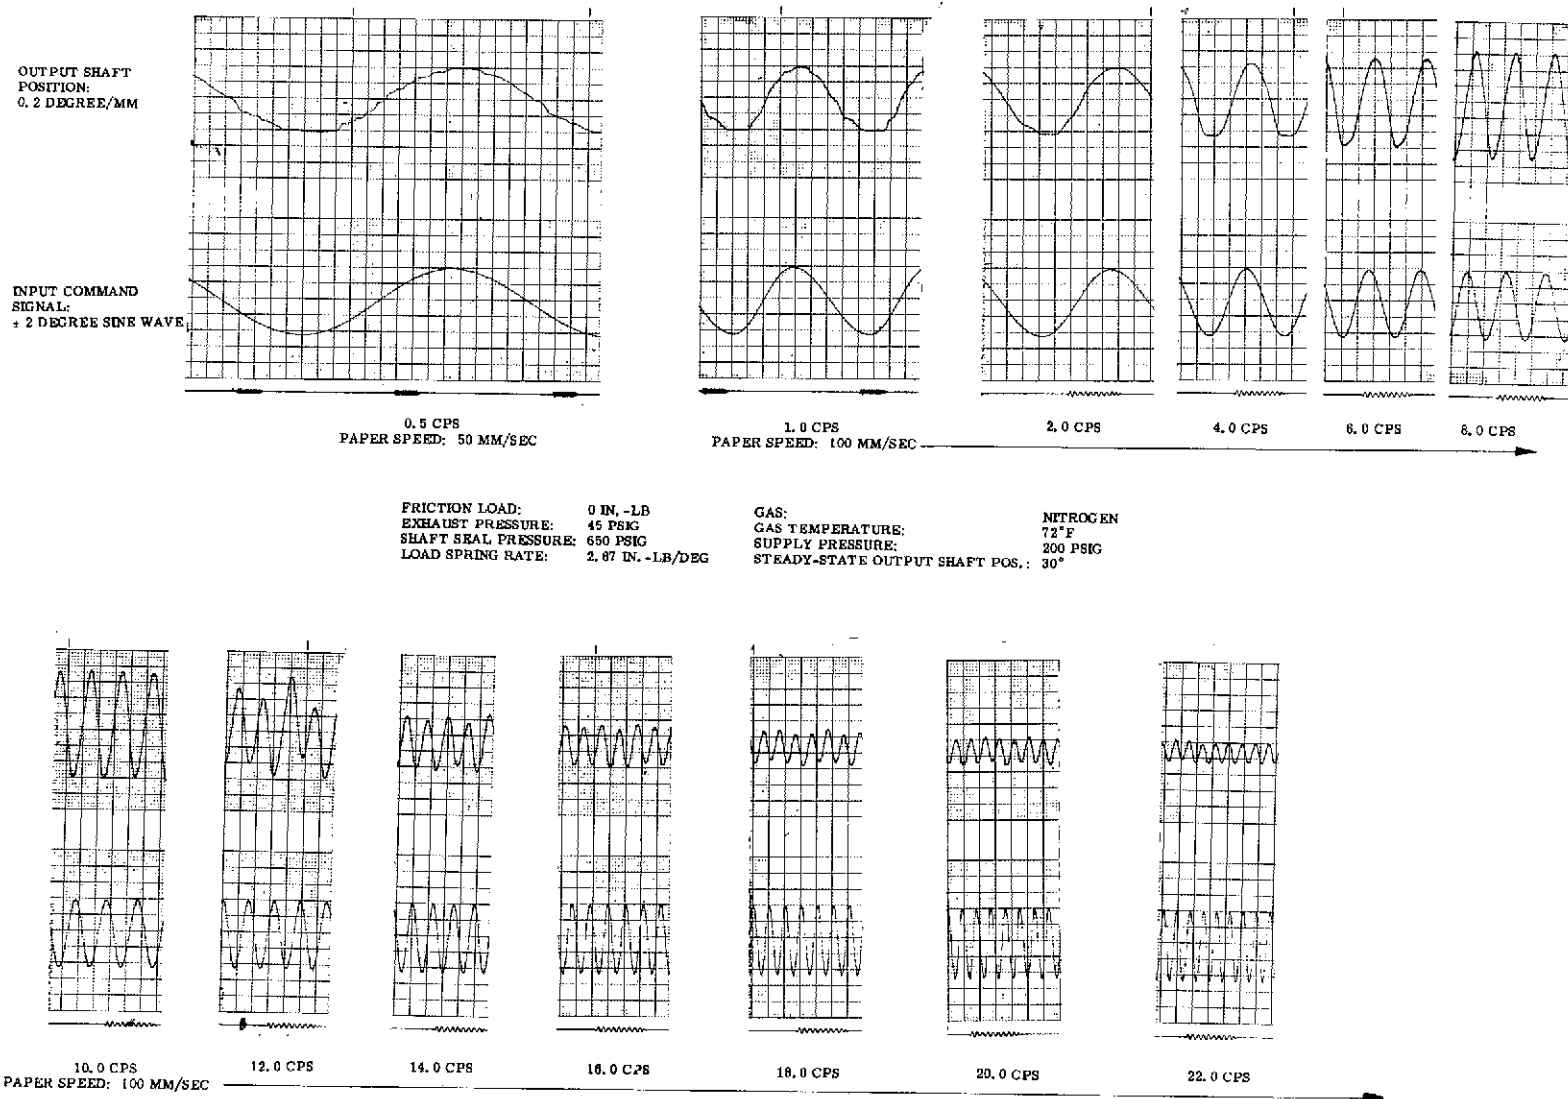 OUTPUT SHAFT
POSITION:
0.2 DEGREE/MM
INPUT COMMAND
SIGNAL:
± 2 DEGREE SINE WAVE
0.5 CPS
PAPER SPEED: 50 MM/SEC
1.0 CPS
PAPER SPEED: 100 MM/SEC
2.0 CPS
4.0 CPS
6.0 CPS
8.0 CPS
FRICTION LOAD: 0 IN.-LB
EXHAUST PRESSURE: 45 PSIG
SHAFT SEAL PRESSURE: 650 PSIG
LOAD SPRING RATE: 2.67 IN.-LB/DEG
GAS: NITROGEN
GAS TEMPERATURE: 72°F
SUPPLY PRESSURE: 200 PSIG
STEADY-STATE OUTPUT SHAFT POS.: 30°
10.0 CPS
PAPER SPEED: 100 MM/SEC
12.0 CPS
14.0 CPS
16.0 CPS
18.0 CPS
20.0 CPS
22.0 CPS